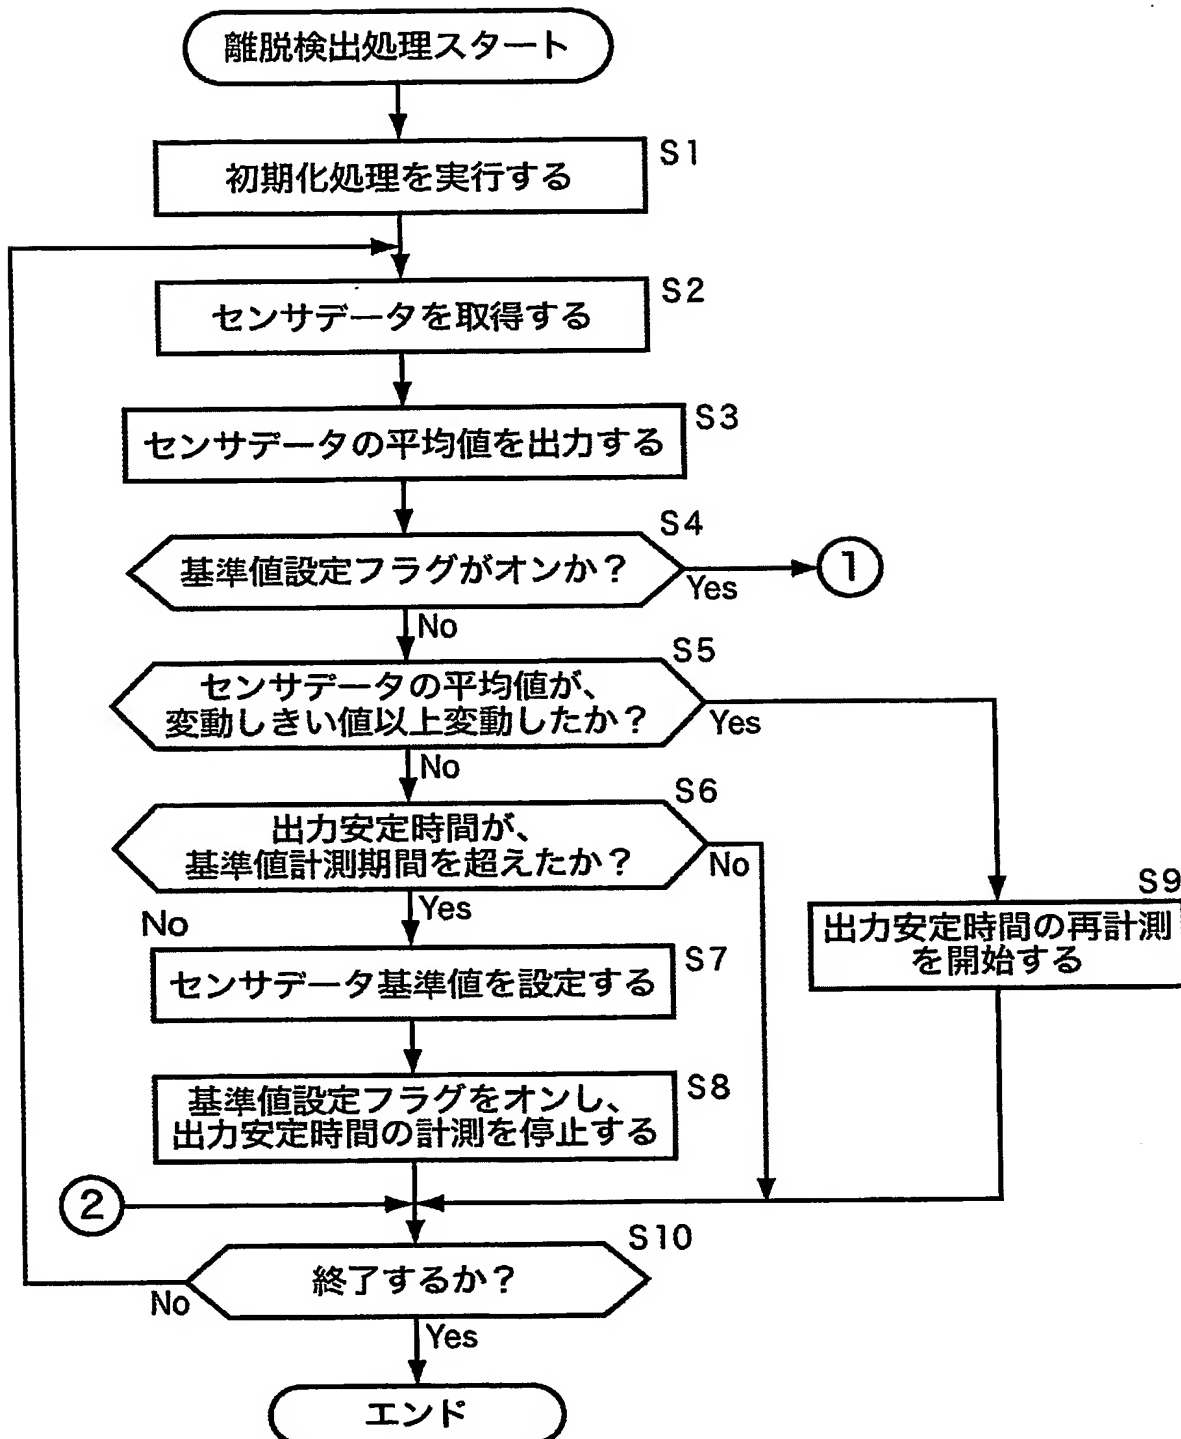 離脱検出処理スタート
S1
初期化処理を実行する
S2
センサデータを取得する
S3
センサデータの平均値を出力する
S4
基準値設定フラグがオンか？
Yes
①
No
S5
センサデータの平均値が、
変動しきい値以上変動したか？
Yes
No
S6
出力安定時間が、
基準値計測期間を超えたか？
No
Yes
No
S9
出力安定時間の再計測
を開始する
S7
センサデータ基準値を設定する
S8
基準値設定フラグをオンし、
出力安定時間の計測を停止する
②
S10
終了するか？
No
Yes
エンド